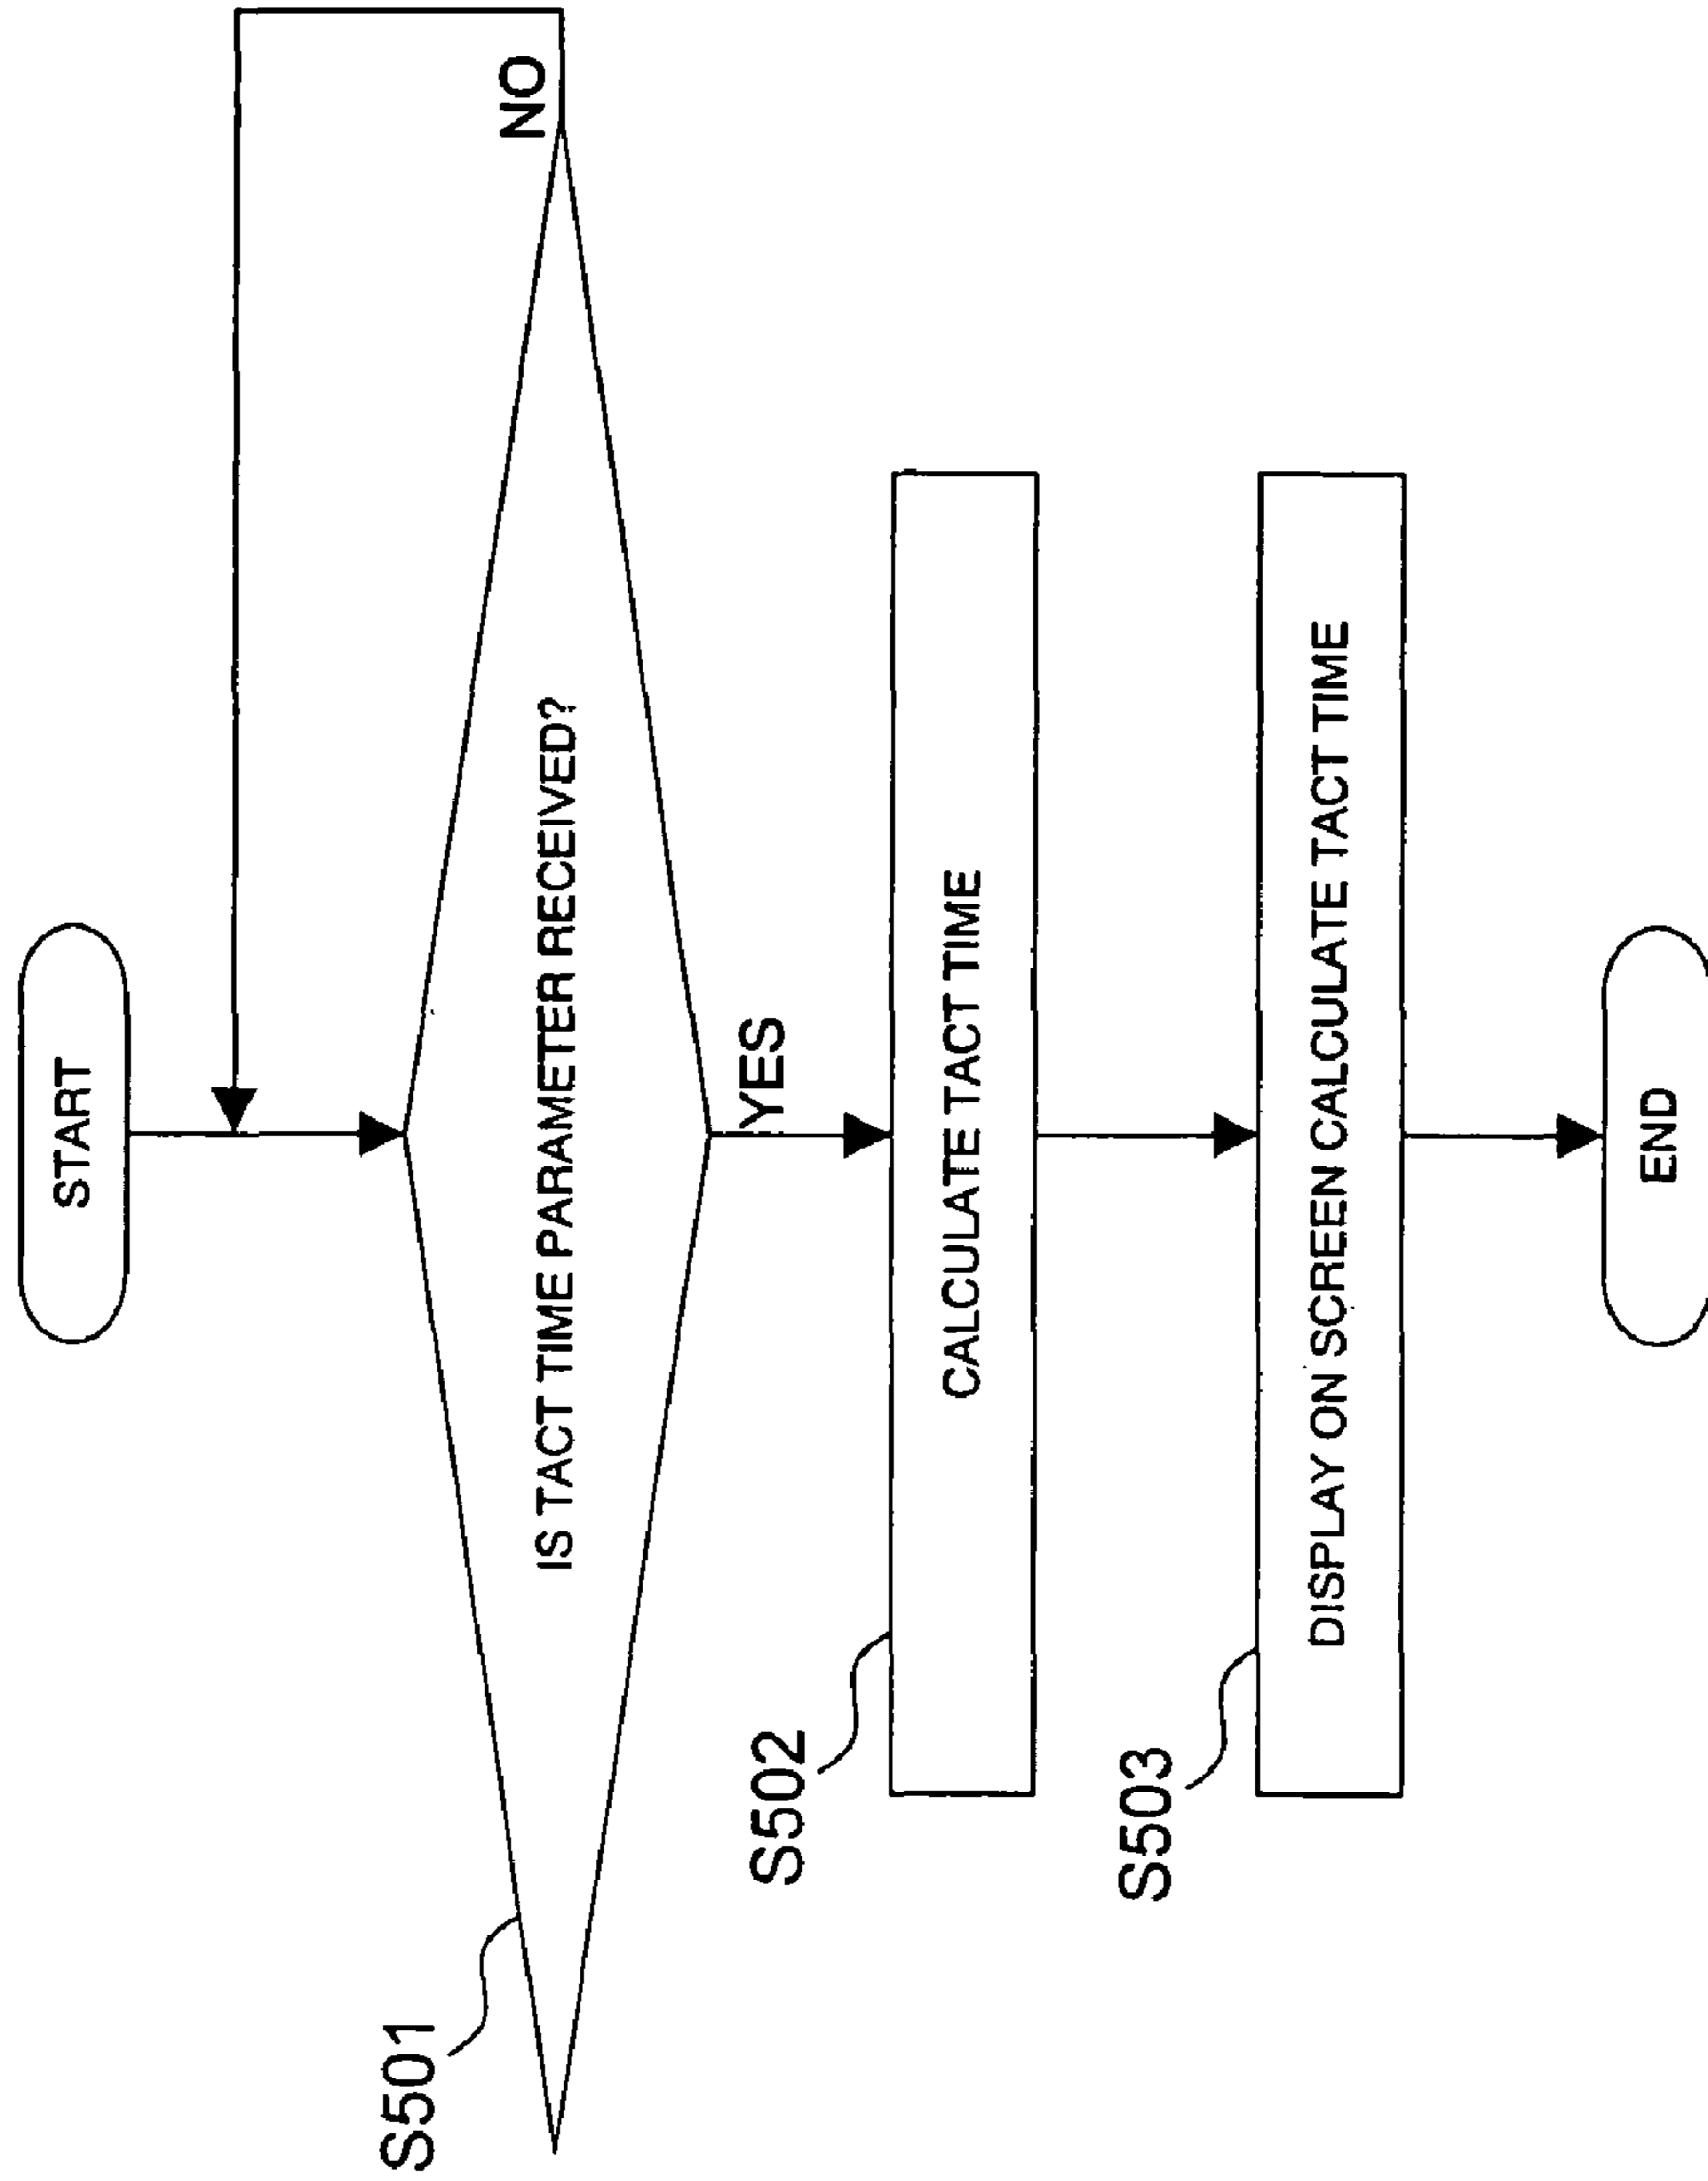 START
S501
IS TACT TIME PARAMETER RECEIVED?
NO
YES
S502
CALCULATE TACT TIME
S503
DISPLAY ON SCREEN CALCULATE TACT TIME
END